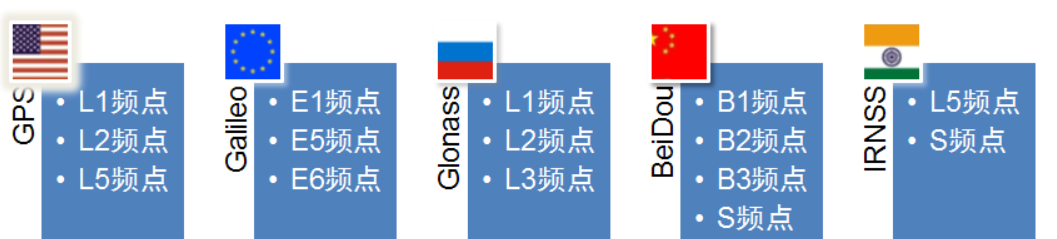 GPS
• L1频点
• L2频点
• L5频点
Galileo
• E1频点
• E5频点
• E6频点
Glonass
• L1频点
• L2频点
• L3频点
BeiDou
• B1频点
• B2频点
• B3频点
• S频点
IRNSS
• L5频点
• S频点